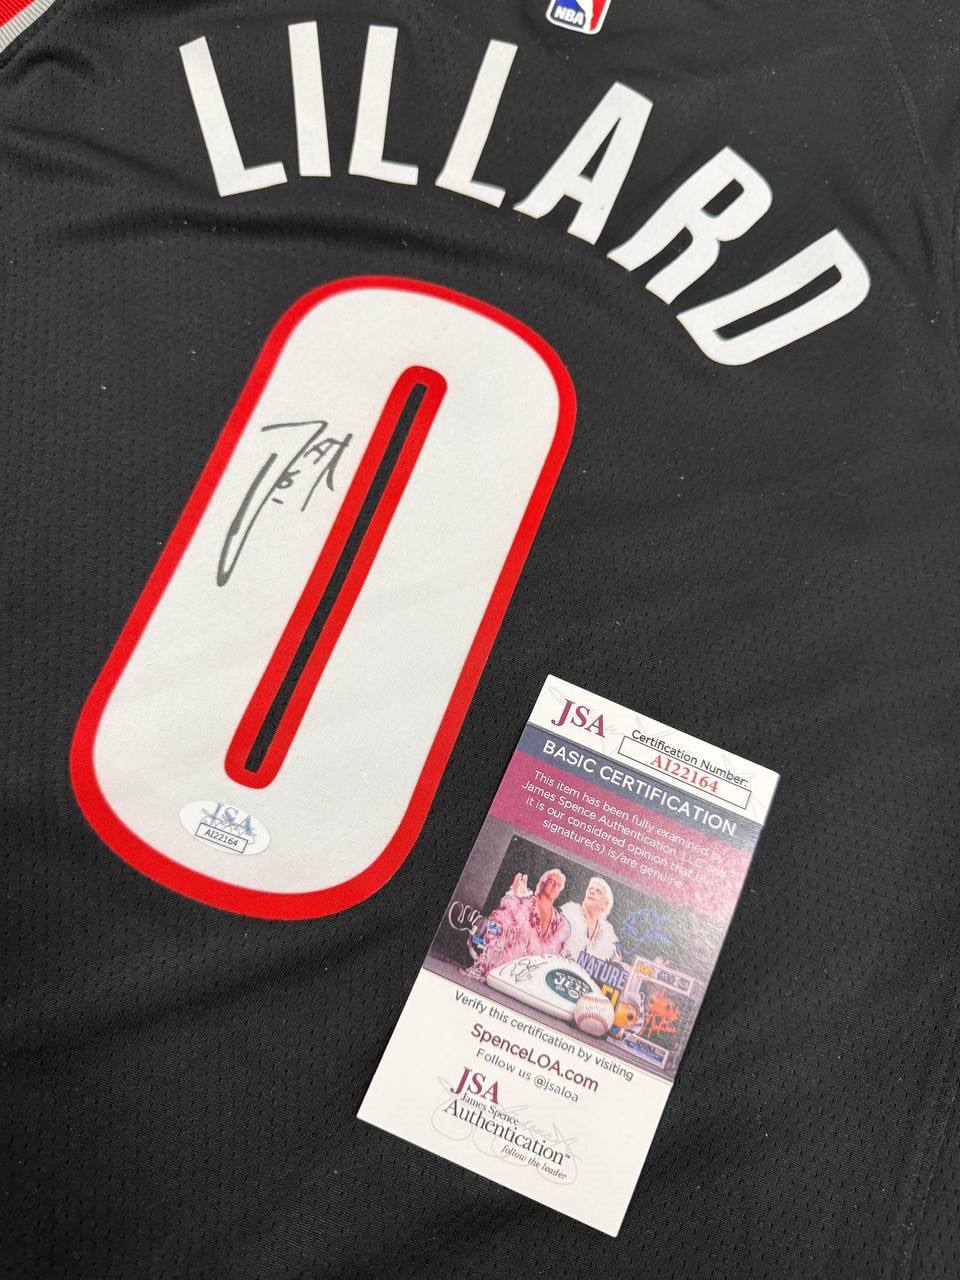 NBA
LILLARD
0
JSA
AI22164
JSA
Certification Number:
AI22164
BASIC CERTIFICATION
This item has been fully examined by
James Spence Authentication, LLC, and
it is our considered opinion that the
signature(s) is/are genuine.
NATURE
JETS
Verify this certification by visiting
SpenceLOA.com
Follow us @jsaloa
JSA
James Spence
Authentication™
follow the leader